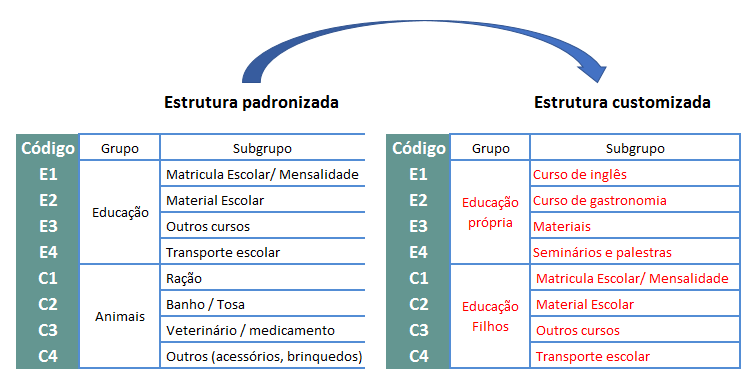 Estrutura padronizada
Código Grupo Subgrupo
E1 Matricula Escolar/ Mensalidade
E2 Material Escolar
Educação
E3 Outros cursos
E4 Transporte escolar
C1 Ração
C2 Banho / Tosa
Animais
C3 Veterinário / medicamento
C4 Outros (acessórios, brinquedos)
Estrutura customizada
Código Grupo Subgrupo
E1 Curso de inglês
E2 Curso de gastronomia
Educação
própria
E3 Materiais
E4 Seminários e palestras
C1 Matricula Escolar/ Mensalidade
C2 Material Escolar
Educação
Filhos
C3 Outros cursos
C4 Transporte escolar